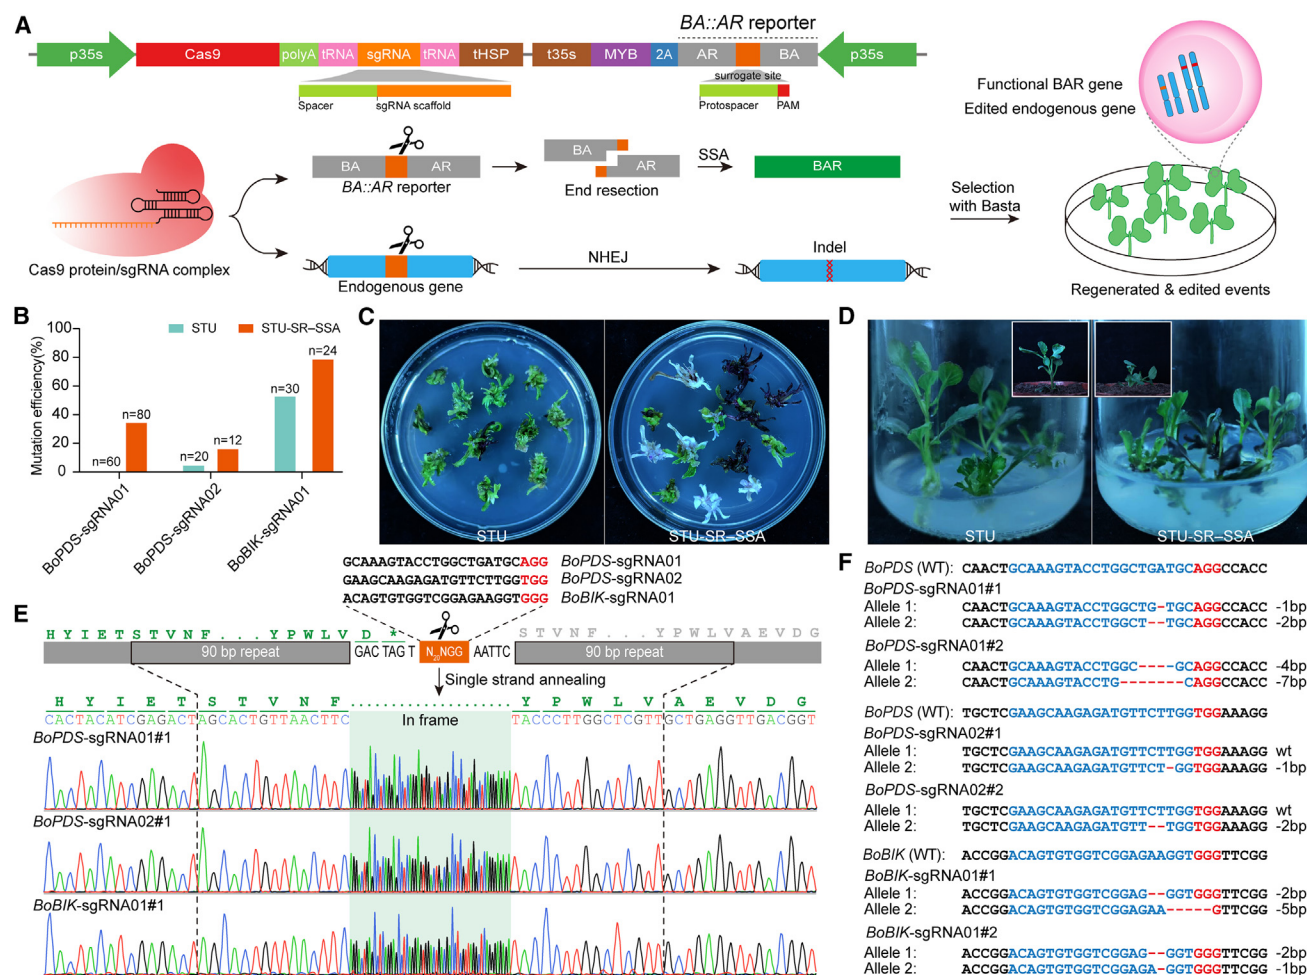 A
BA::AR reporter
p35s Cas9 polyA tRNA sgRNA tRNA tHSP t35s MYB 2A AR BA p35s
surrogate site
Spacer sgRNA scaffold
Protospacer PAM
Functional BAR gene
Edited endogenous gene
BA AR
BA::AR reporter
BA
AR
End resection
SSA
BAR
Selection
with Basta
Cas9 protein/sgRNA complex
Endogenous gene
NHEJ
Indel
Regenerated & edited events
B
STU STU-SR–SSA
Mutation efficiency(%)
100
80
60
40
20
0
n=60
n=80
n=20
n=12
n=30
n=24
BoPDS-sgRNA01
BoPDS-sgRNA02
BoBIK-sgRNA01
C
STU STU-SR–SSA
D
STU STU-SR–SSA
E
GCAAAGTACCTGGCTGATGCAGG BoPDS-sgRNA01
GAAGCAAGAGATGTTCTTGGTGG BoPDS-sgRNA02
ACAGTGTGGTCGGAGAAGGTGGG BoBIK-sgRNA01
H Y I E T S T V N F . . . Y P W L V D * S T V N F . . . Y P W L V A E V D G
90 bp repeat GAC TAG T N20NGG AATTC 90 bp repeat
Single strand annealing
H Y I E T S T V N F . . . . . . . . . . . . . . . . . Y P W L V A E V D G
CACTACATCGAGACTAGCACTGTTAACTTC In frame TACCCTTGGCTCGTTGCTGAGGTTGACGGT
BoPDS-sgRNA01#1
BoPDS-sgRNA02#1
BoBIK-sgRNA01#1
F
BoPDS (WT): CAACTGCAAAGTACCTGGCTGATGCAGGCCACC
BoPDS-sgRNA01#1
Allele 1: CAACTGCAAAGTACCTGGCTG-TGCAGGCCACC -1bp
Allele 2: CAACTGCAAAGTACCTGGCT--TGCAGGCCACC -2bp
BoPDS-sgRNA01#2
Allele 1: CAACTGCAAAGTACCTGGC----GCAGGCCACC -4bp
Allele 2: CAACTGCAAAGTACCTG-------CAGGCCACC -7bp
BoPDS (WT): TGCTCGAAGCAAGAGATGTTCTTGGTGGAAAGG
BoPDS-sgRNA02#1
Allele 1: TGCTCGAAGCAAGAGATGTTCTTGGTGGAAAGG wt
Allele 2: TGCTCGAAGCAAGAGATGTTCT-GGTGGAAAGG -1bp
BoPDS-sgRNA02#2
Allele 1: TGCTCGAAGCAAGAGATGTTCTTGGTGGAAAGG wt
Allele 2: TGCTCGAAGCAAGAGATGTT--TGGTGGAAAGG -2bp
BoBIK (WT): ACCGGACAGTGTGGTCGGAGAAGGTGGGTTCGG
BoBIK-sgRNA01#1
Allele 1: ACCGGACAGTGTGGTCGGAG--GGTGGGTTCGG -2bp
Allele 2: ACCGGACAGTGTGGTCGGAGAA-----GTTCGG -5bp
BoBIK-sgRNA01#2
Allele 1: ACCGGACAGTGTGGTCGGAG--GGTGGGTTCGG -2bp
Allele 2: ACCGGACAGTGTGGTCGGAGA-GGTGGGTTCGG -1bp